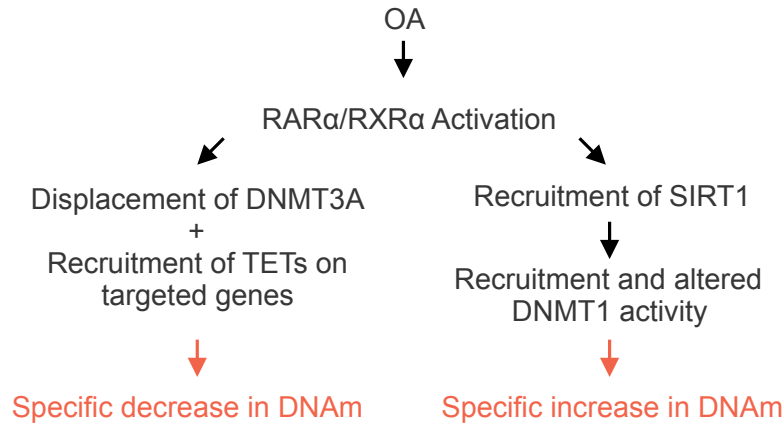 OA
RARα/RXRα Activation
Displacement of DNMT3A
+
Recruitment of TETs on
targeted genes
Specific decrease in DNAm
Recruitment of SIRT1
Recruitment and altered
DNMT1 activity
Specific increase in DNAm